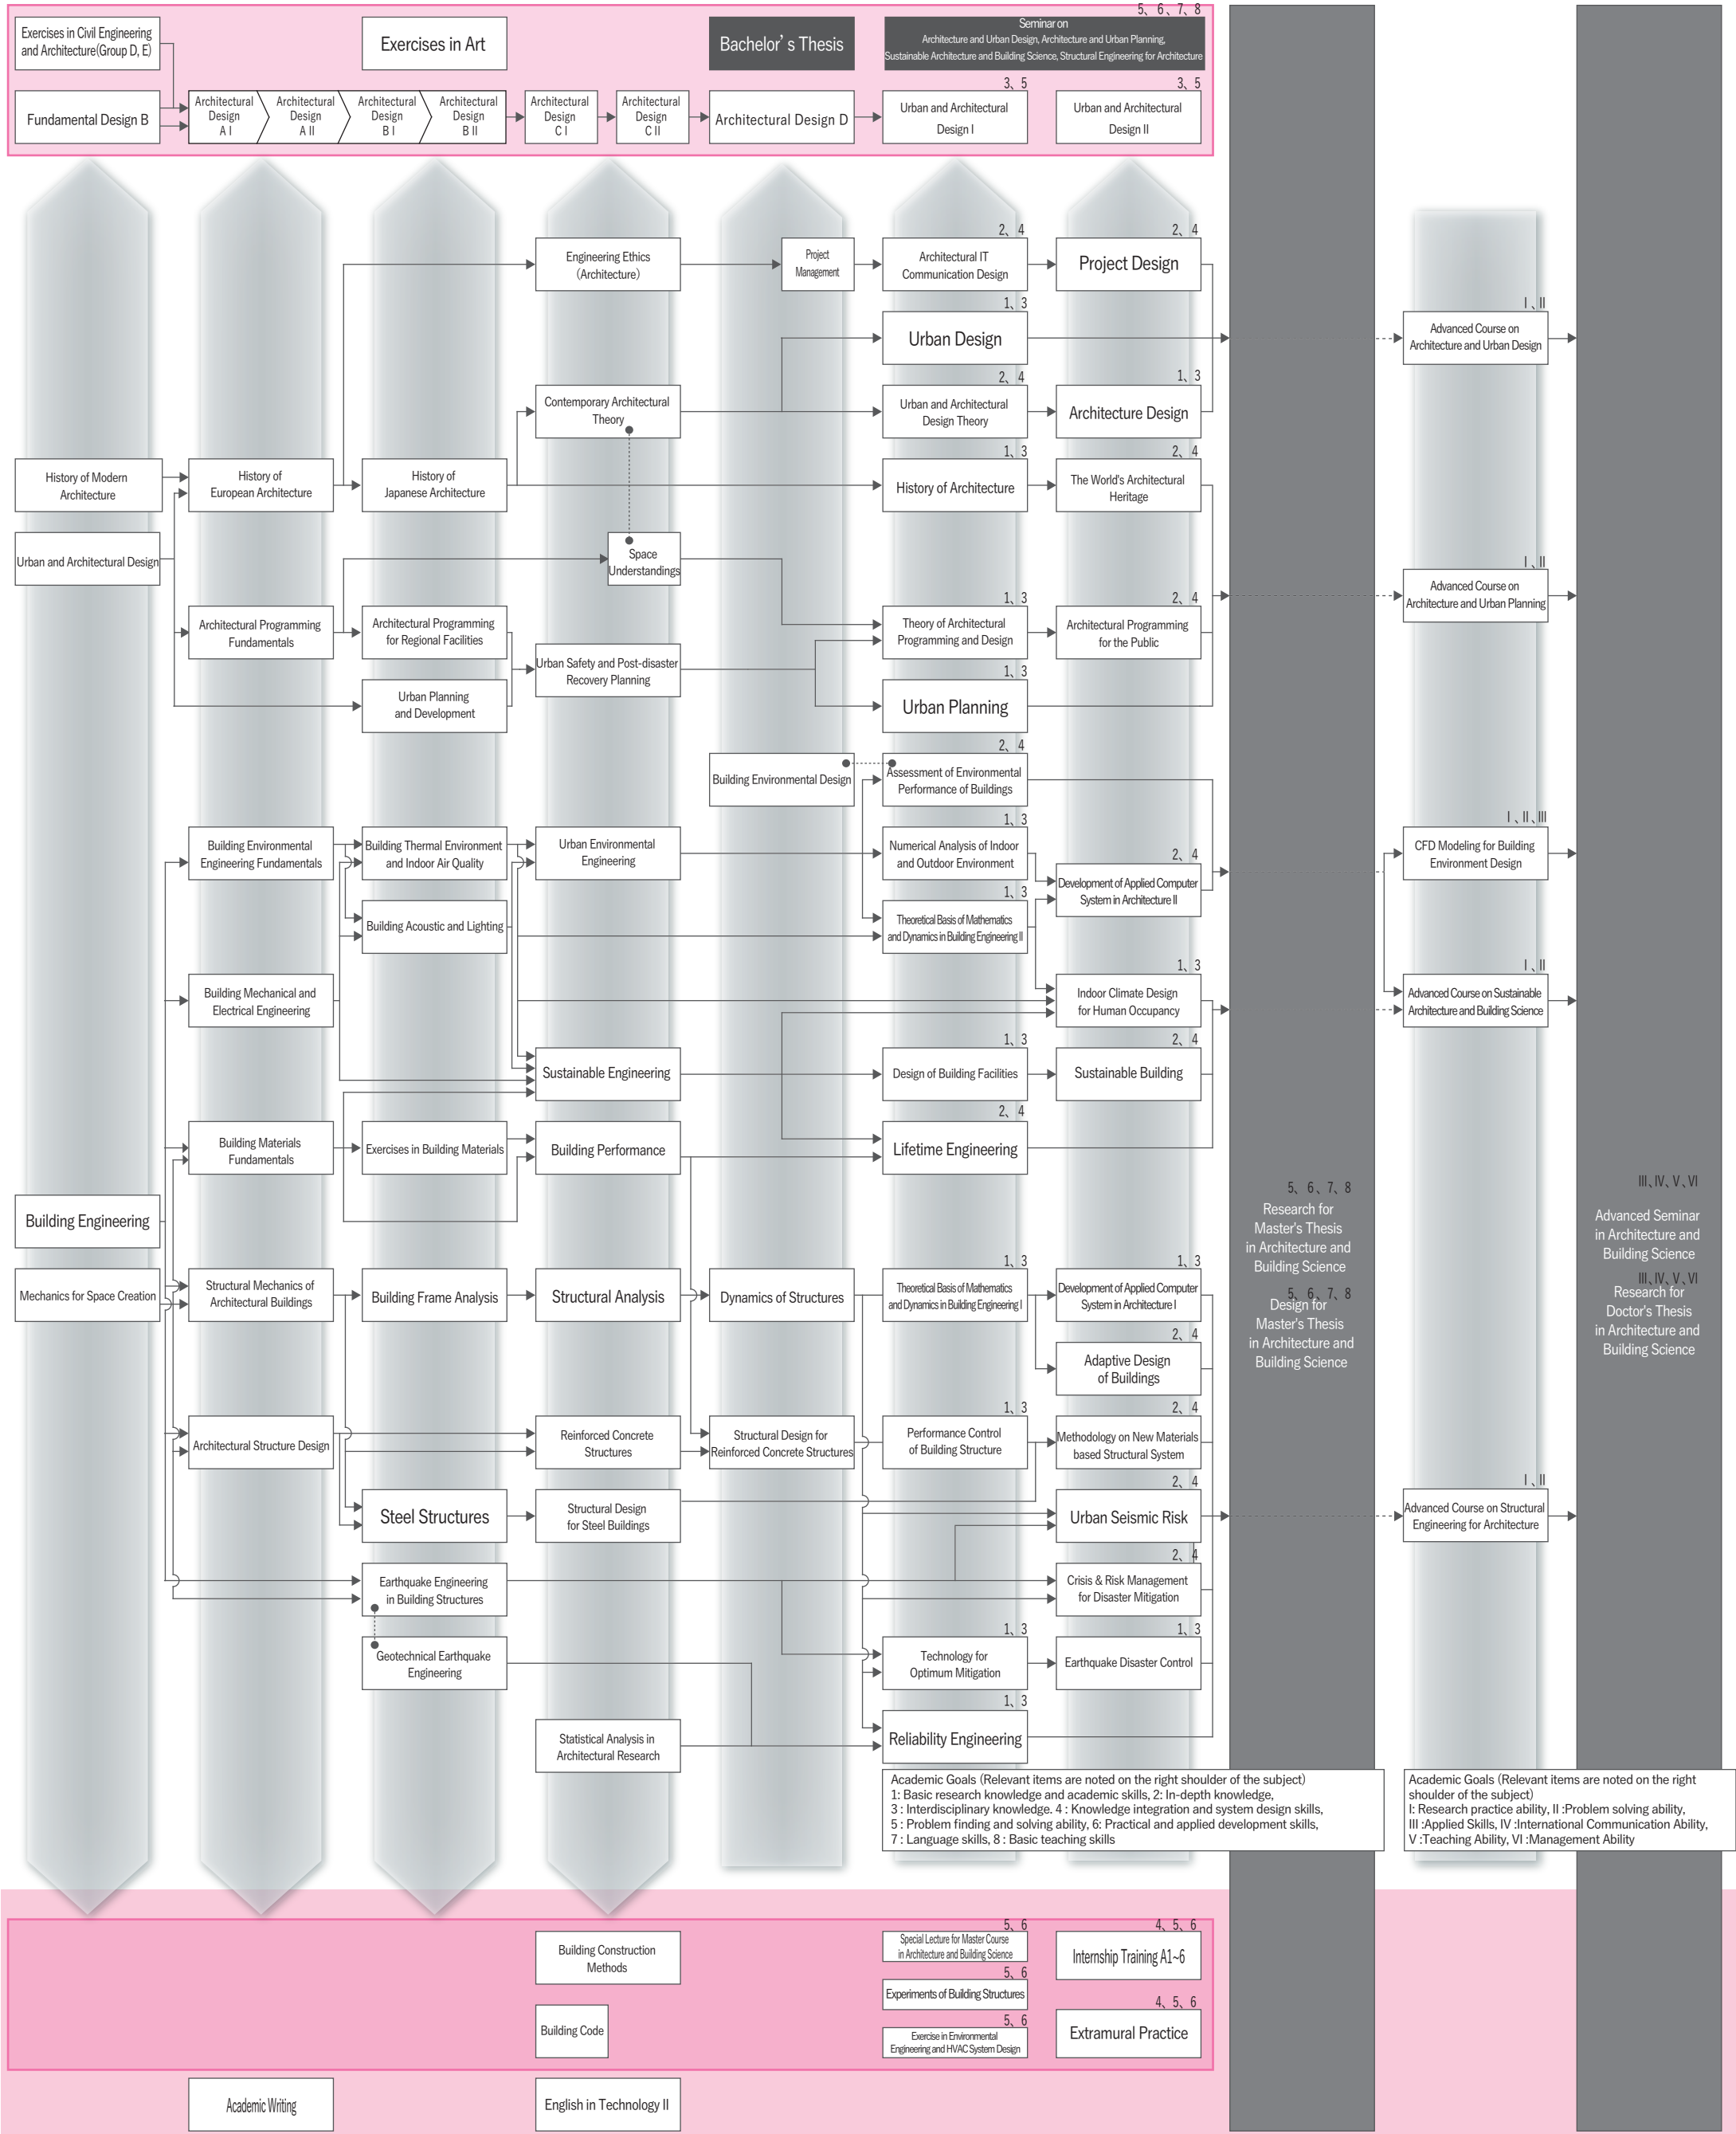 5、6、7、8
Exercises in Civil Engineering
and Architecture(Group D, E)
Exercises in Art
Bachelor’s Thesis
Seminar on
Architecture and Urban Design, Architecture and Urban Planning,
Sustainable Architecture and Building Science, Structural Engineering for Architecture
3、5
3、5
Fundamental Design B
Architectural
Design
A I
Architectural
Design
A II
Architectural
Design
B I
Architectural
Design
B II
Architectural
Design
C I
Architectural
Design
C II
Architectural Design D
Urban and Architectural
Design I
Urban and Architectural
Design II
2、4
2、4
Engineering Ethics
(Architecture)
Project
Management
Architectural IT
Communication Design
Project Design
1、3
Urban Design
I、II
Advanced Course on
Architecture and Urban Design
2、4
1、3
Contemporary Architectural
Theory
Urban and Architectural
Design Theory
Architecture Design
1、3
2、4
History of Modern
Architecture
History of
European Architecture
History of
Japanese Architecture
History of Architecture
The World's Architectural
Heritage
Urban and Architectural Design
Space
Understandings
I、II
Advanced Course on
Architecture and Urban Planning
1、3
2、4
Architectural Programming
Fundamentals
Architectural Programming
for Regional Facilities
Theory of Architectural
Programming and Design
Architectural Programming
for the Public
Urban Safety and Post-disaster
Recovery Planning
1、3
Urban Planning
and Development
Urban Planning
2、4
Building Environmental Design
Assessment of Environmental
Performance of Buildings
1、3
I、II、III
Building Environmental
Engineering Fundamentals
Building Thermal Environment
and Indoor Air Quality
Urban Environmental
Engineering
Numerical Analysis of Indoor
and Outdoor Environment
CFD Modeling for Building
Environment Design
2、4
Development of Applied Computer
System in Architecture II
1、3
Building Acoustic and Lighting
Theoretical Basis of Mathematics
and Dynamics in Building Engineering II
1、3
I、II
Building Mechanical and
Electrical Engineering
Indoor Climate Design
for Human Occupancy
Advanced Course on Sustainable
Architecture and Building Science
1、3
2、4
Sustainable Engineering
Design of Building Facilities
Sustainable Building
2、4
Building Materials
Fundamentals
Exercises in Building Materials
Building Performance
Lifetime Engineering
Building Engineering
5、6、7、8
Research for
Master's Thesis
in Architecture and
Building Science
5、6、7、8
Design for
Master's Thesis
in Architecture and
Building Science
III、IV、V、VI
Advanced Seminar
in Architecture and
Building Science
III、IV、V、VI
Research for
Doctor's Thesis
in Architecture and
Building Science
1、3
1、3
Mechanics for Space Creation
Structural Mechanics of
Architectural Buildings
Building Frame Analysis
Structural Analysis
Dynamics of Structures
Theoretical Basis of Mathematics
and Dynamics in Building Engineering I
Development of Applied Computer
System in Architecture I
2、4
Adaptive Design
of Buildings
1、3
2、4
Architectural Structure Design
Reinforced Concrete
Structures
Structural Design for
Reinforced Concrete Structures
Performance Control
of Building Structure
Methodology on New Materials
based Structural System
2、4
I、II
Steel Structures
Structural Design
for Steel Buildings
Urban Seismic Risk
Advanced Course on Structural
Engineering for Architecture
2、4
Earthquake Engineering
in Building Structures
Crisis & Risk Management
for Disaster Mitigation
1、3
1、3
Geotechnical Earthquake
Engineering
Technology for
Optimum Mitigation
Earthquake Disaster Control
1、3
Statistical Analysis in
Architectural Research
Reliability Engineering
Academic Goals (Relevant items are noted on the right shoulder of the subject)
1: Basic research knowledge and academic skills, 2: In-depth knowledge,
3 : Interdisciplinary knowledge. 4 : Knowledge integration and system design skills,
5 : Problem finding and solving ability, 6: Practical and applied development skills,
7 : Language skills, 8 : Basic teaching skills
Academic Goals (Relevant items are noted on the right
shoulder of the subject)
I: Research practice ability, II :Problem solving ability,
III :Applied Skills, IV :International Communication Ability,
V :Teaching Ability, VI :Management Ability
5、6
4、5、6
Building Construction
Methods
Special Lecture for Master Course
in Architecture and Building Science
Internship Training A1~6
5、6
Experiments of Building Structures
5、6
4、5、6
Building Code
Exercise in Environmental
Engineering and HVAC System Design
Extramural Practice
Academic Writing
English in Technology II